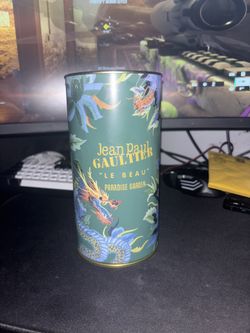 Jean Paul
GAULTIER
"LE BEAU"
PARADISE GARDEN